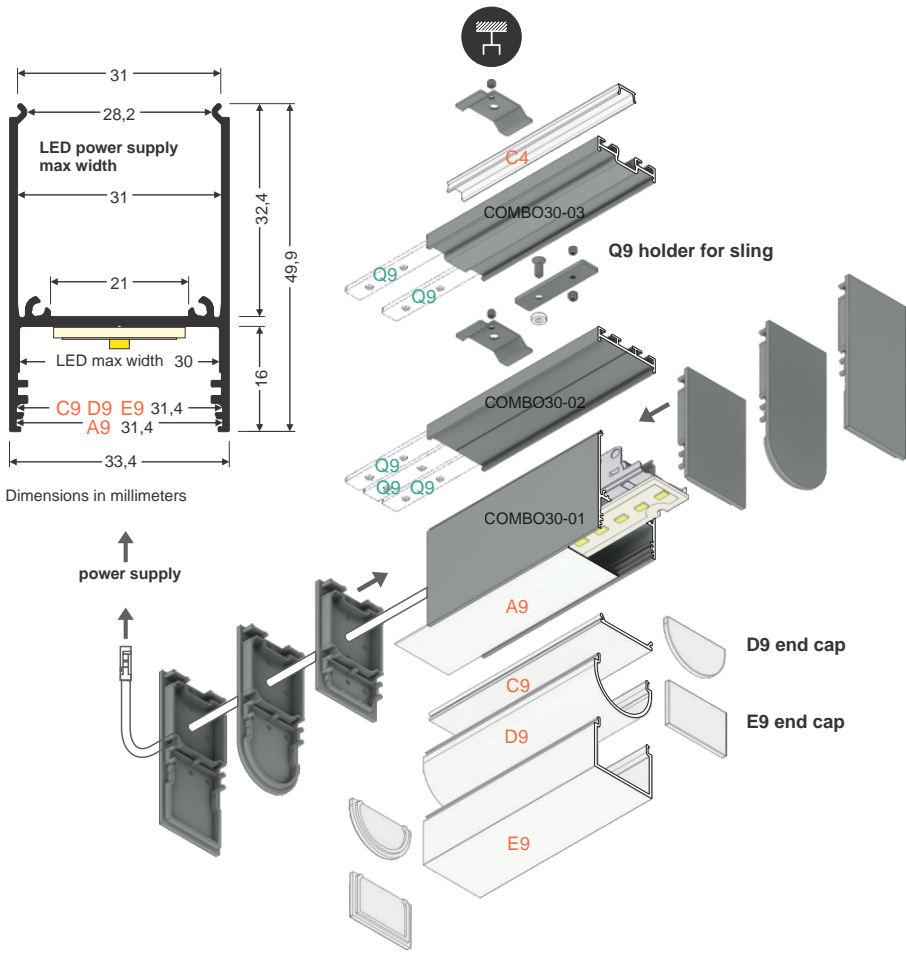 31
28,2
LED power supply
max width
31
32,4
49,9
21
LED max width 30
16
C9 D9 E9 31,4
A9 31,4
33,4
Dimensions in millimeters
power supply
C4
COMBO30-03
Q9 holder for sling
Q9
Q9
COMBO30-02
Q9
Q9 Q9
COMBO30-01
A9
C9
D9 end cap
D9
E9 end cap
E9